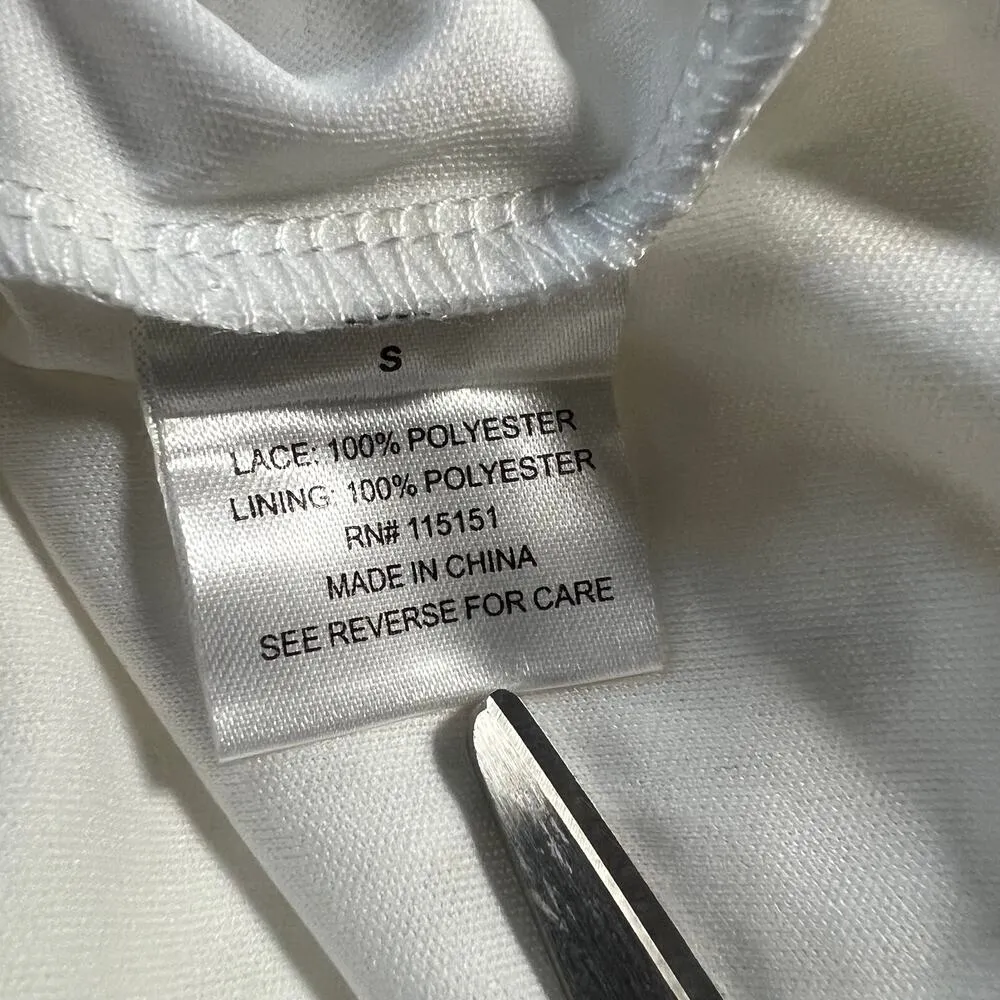 S
LACE: 100% POLYESTER
LINING: 100% POLYESTER
RN# 115151
MADE IN CHINA
SEE REVERSE FOR CARE